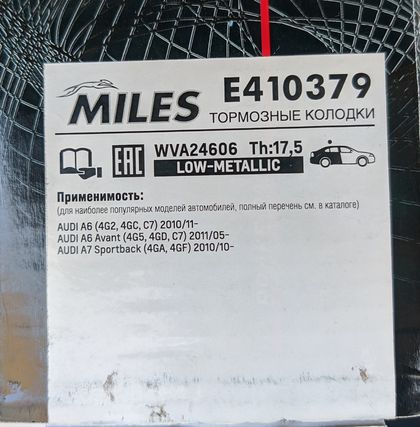 MILES
E410379
ТОРМОЗНЫЕ КОЛОДКИ
EAC
WVA24606 Th:17,5
LOW-METALLIC
Применимость:
(для наиболее популярных моделей автомобилей, полный перечень см. в каталоге)
AUDI A6 (4G2, 4GC, C7) 2010/11-
AUDI A6 Avant (4G5, 4GD, C7) 2011/05-
AUDI A7 Sportback (4GA, 4GF) 2010/10-